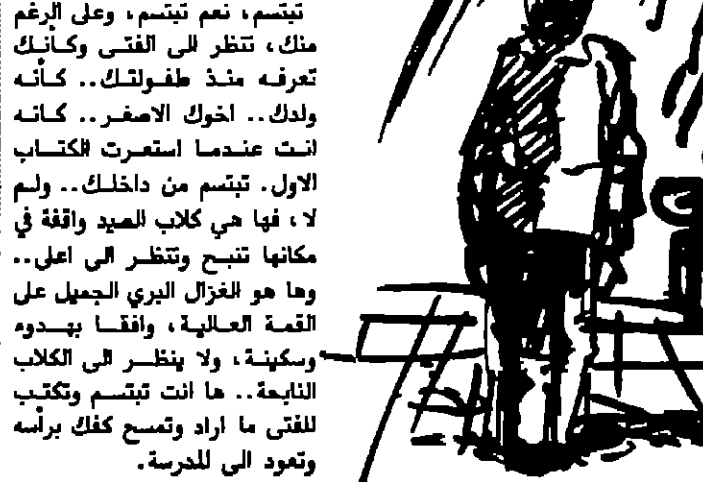 تبتسم، نعم تبتسم، وعلى الرغم
منك، تنظر الى الفتى وكأنك
تعرفه منذ طفولتك.. كأنه
ولدك.. اخوك الاصغر.. كانه
انت عندما استعرت الكتاب
الاول. تبتسم من داخلك.. ولم
لا، فها هي كلاب الصيد واقفة في
مكانها تنبح وتنظر الى اعلى..
وها هو الغزال البري الجميل على
القمة العالية، واقفا بهدوء
وسكينة، ولا ينظر الى الكلاب
النابحة.. ها انت تبتسم وتكتب
للفتى ما اراد وتمسح كفك برأسه
وتعود الى المدرسة.